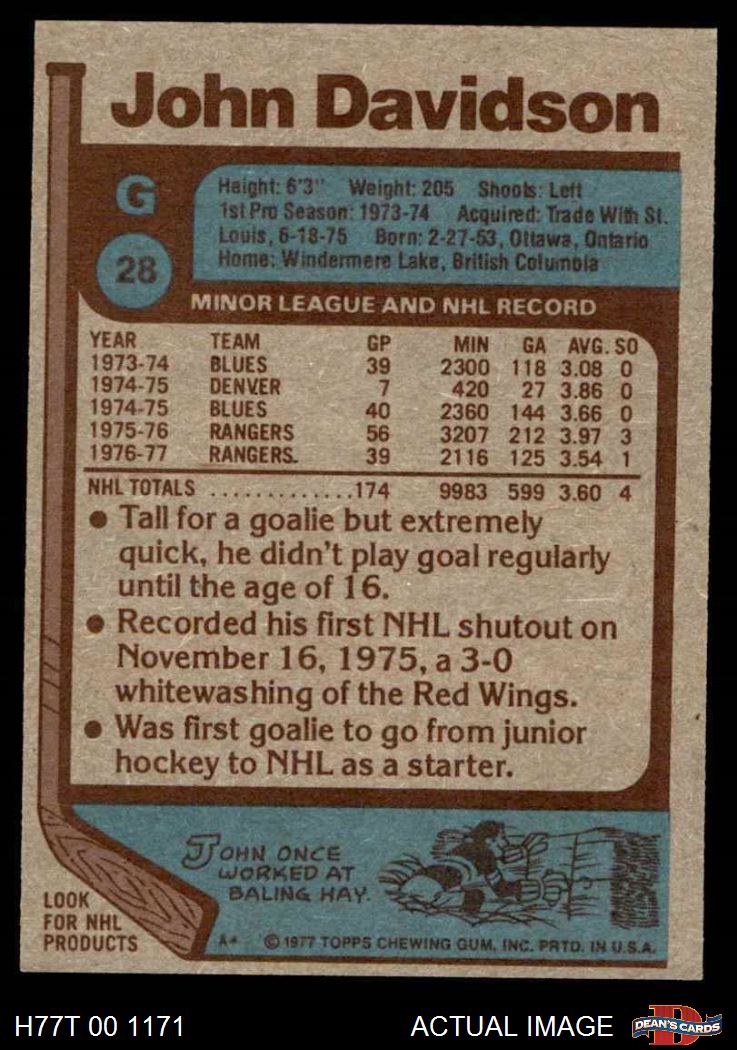 John Davidson
G
28
Height: 6'3" Weight: 205 Shoots: Left
1st Pro Season: 1973-74 Acquired: Trade With St.
Louis, 6-18-75 Born: 2-27-53, Ottawa, Ontario
Home: Windermere Lake, British Columbia
MINOR LEAGUE AND NHL RECORD
YEAR TEAM GP MIN GA AVG. SO
1973-74 BLUES 39 2300 118 3.08 0
1974-75 DENVER 7 420 27 3.86 0
1974-75 BLUES 40 2360 144 3.66 0
1975-76 RANGERS 56 3207 212 3.97 3
1976-77 RANGERS 39 2116 125 3.54 1
NHL TOTALS .............174 9983 599 3.60 4
● Tall for a goalie but extremely
quick, he didn't play goal regularly
until the age of 16.
● Recorded his first NHL shutout on
November 16, 1975, a 3-0
whitewashing of the Red Wings.
● Was first goalie to go from junior
hockey to NHL as a starter.
JOHN ONCE
WORKED AT
BALING HAY.
LOOK
FOR NHL
PRODUCTS
A* © 1977 TOPPS CHEWING GUM, INC. PRTD. IN U.S.A.
H77T 00 1171
ACTUAL IMAGE
D
DEAN'S CARDS